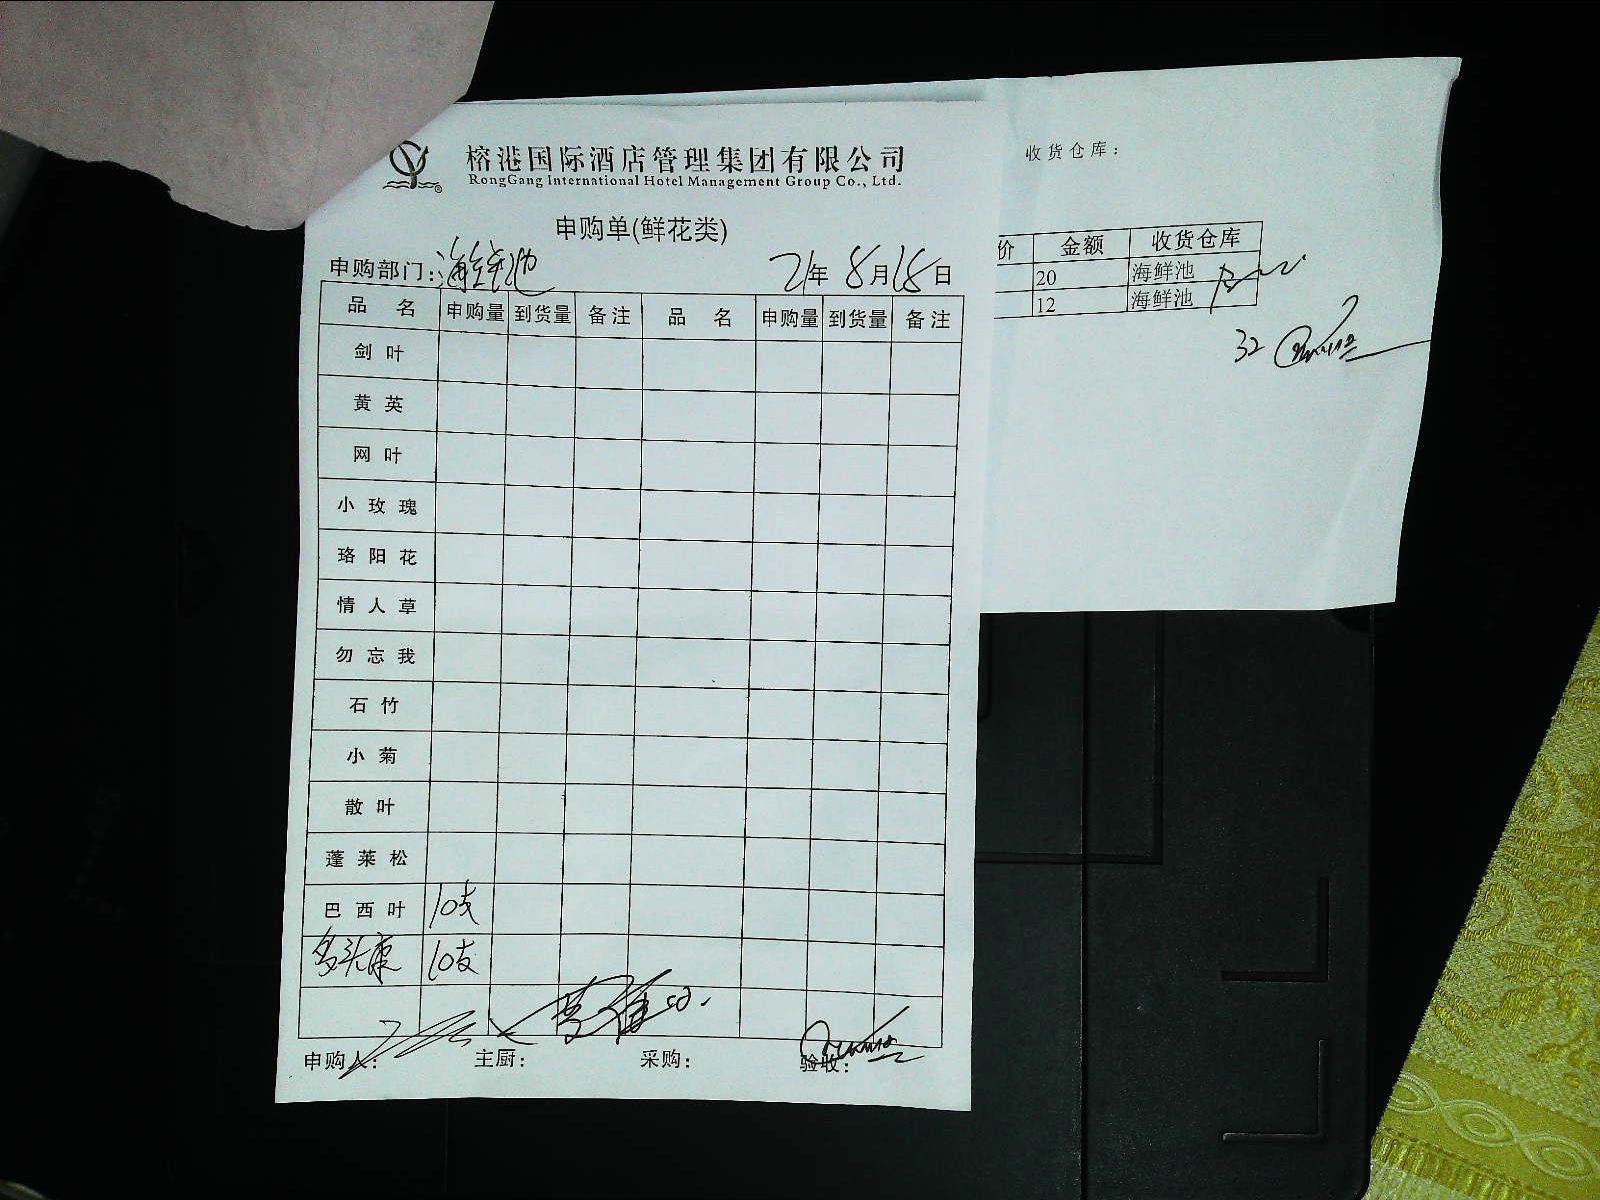 榕港国际酒店管理集团有限公司
RongGang International Hotel Management Group Co., Ltd.
申购单(鲜花类)
申购部门:海鲜池 21年8月18日
品名 申购量 到货量 备注 品名 申购量 到货量 备注
剑叶
黄英
网叶
小玫瑰
珞阳花
情人草
勿忘我
石竹
小菊
散叶
蓬莱松
巴西叶 10支
多头康 10支
申购人: 主厨: 采购: 验收:
收货仓库:
价 金额 收货仓库
20 海鲜池
12 海鲜池
32